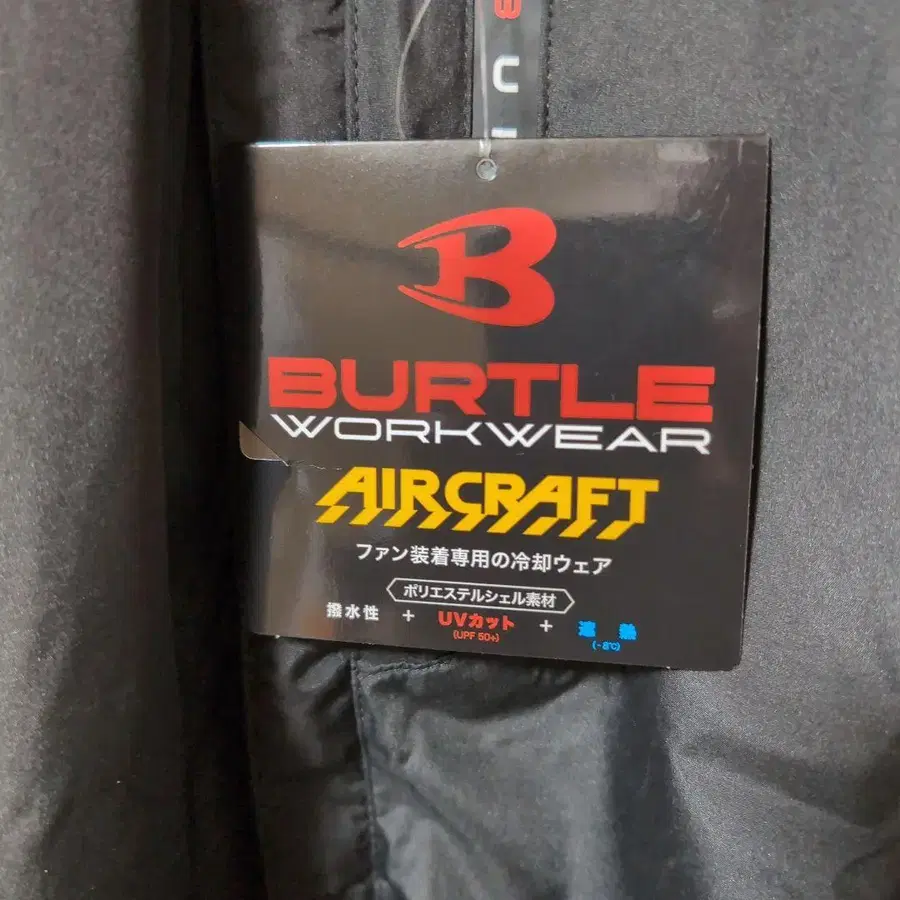 B C
B
BURTLE
WORKWEAR
AIRCRAFT
ファン装着専用の冷却ウェア
ポリエステルシェル素材
撥水性 + UVカット + 遮熱
(UPF 50+) (-8℃)